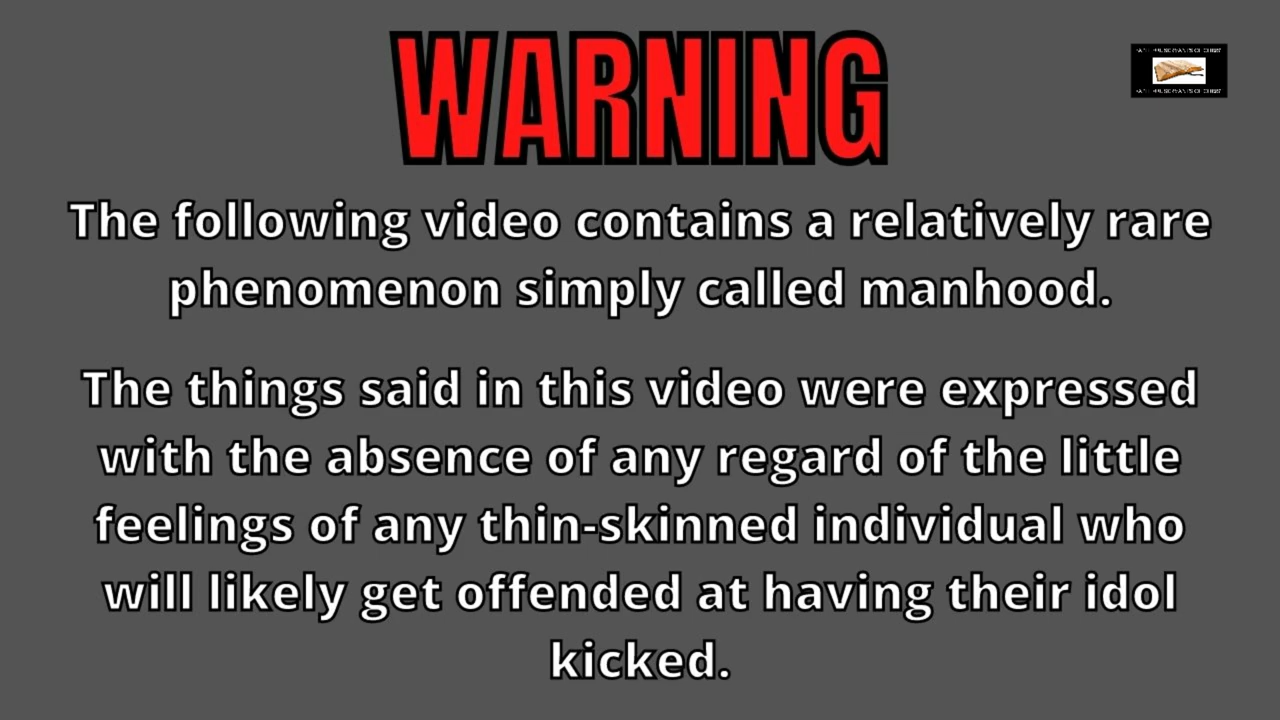 WARNING
The following video contains a relatively rare
phenomenon simply called manhood.
The things said in this video were expressed
with the absence of any regard of the little
feelings of any thin-skinned individual who
will likely get offended at having their idol
kicked.